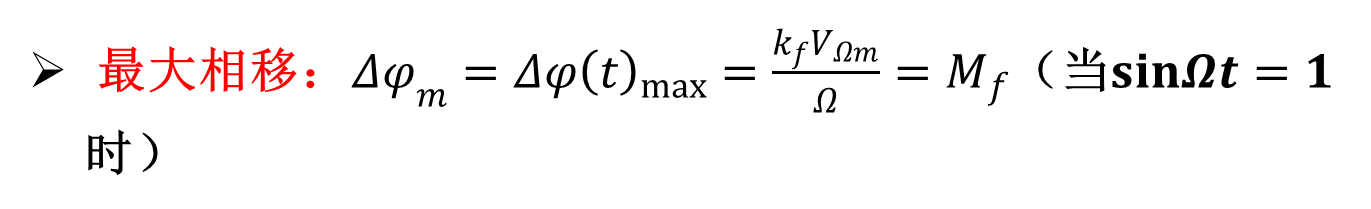 ➢ 最大相移：Δφ_m = Δφ(t)_max = k_f V_Ωm / Ω = M_f（当sinΩt = 1
时）